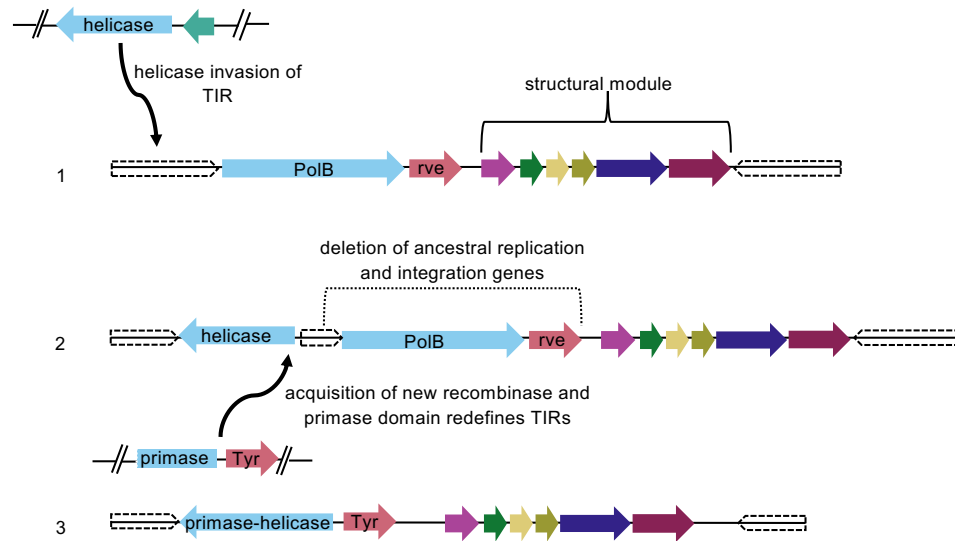 helicase
helicase invasion of
TIR
structural module
1
PolB
rve
deletion of ancestral replication
and integration genes
2
helicase
PolB
rve
acquisition of new recombinase and
primase domain redefines TIRs
primase
Tyr
3
primase-helicase
Tyr